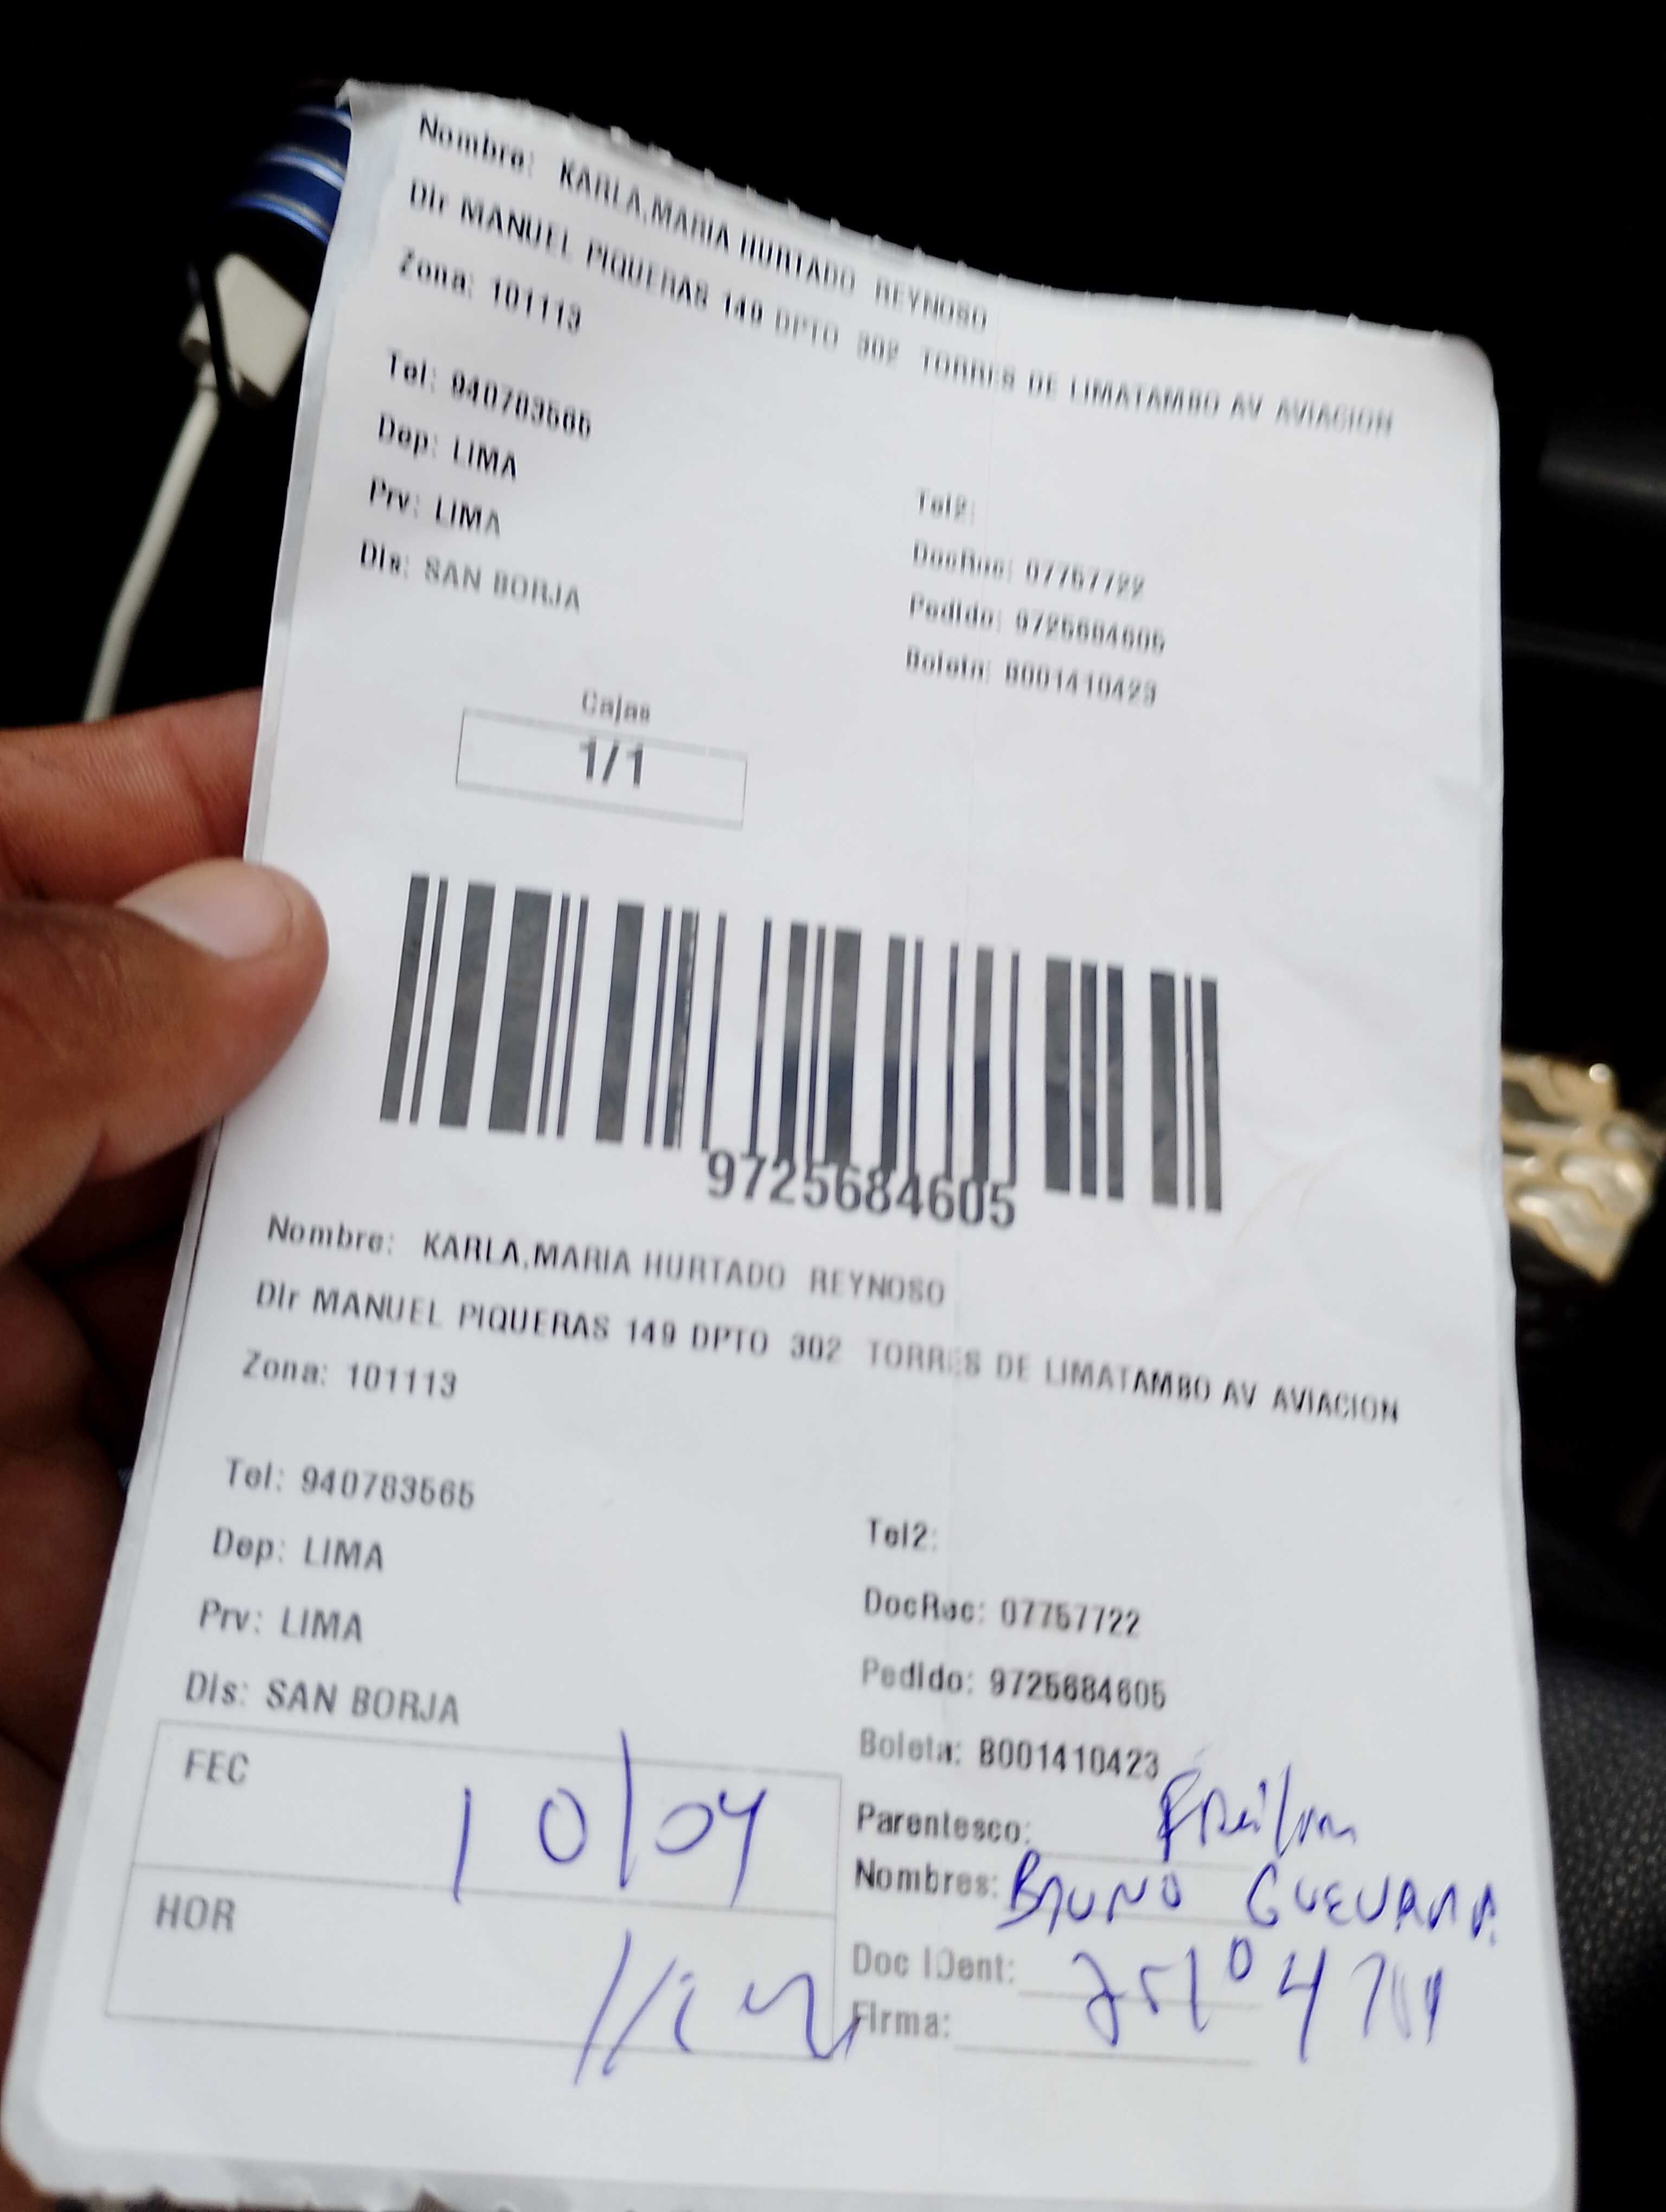 Nombre: KARLA,MARIA HURTADO REYNOSO
Dir MANUEL PIQUERAS 149 DPTO 302 TORRES DE LIMATAMBO AV AVIACION
Zona: 101113
Tel: 940783565
Dep: LIMA
Prv: LIMA
Dis: SAN BORJA
Tel2:
DocRac: 07757722
Pedido: 9725684605
Boleta: B001410423
Cajas
1/1
9725684605
Nombre: KARLA,MARIA HURTADO REYNOSO
Dir MANUEL PIQUERAS 149 DPTO 302 TORRES DE LIMATAMBO AV AVIACION
Zona: 101113
Tel: 940783565
Dep: LIMA
Prv: LIMA
Dis: SAN BORJA
Tel2:
DocRac: 07757722
Pedido: 9725684605
Boleta: B001410423
FEC 10/04
HOR
Parentesco:
Nombres: BRUNO GUEVARA
Doc IDent:
Firma: